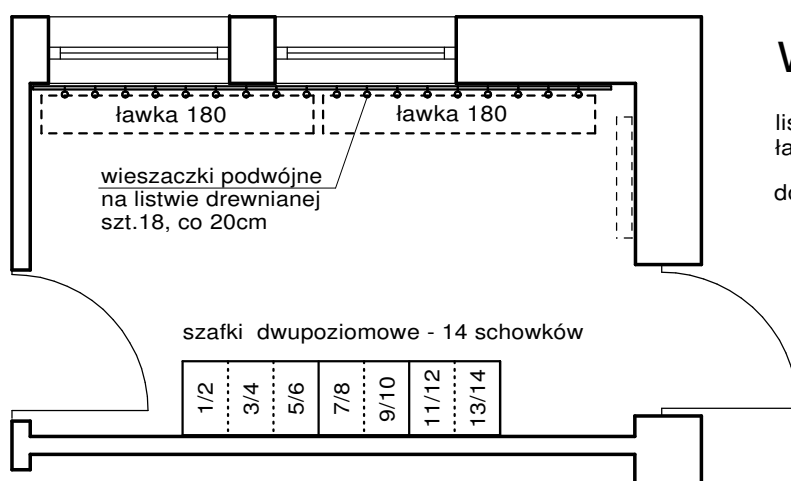 ławka 180
ławka 180
wieszaczki podwójne
na listwie drewnianej
szt.18, co 20cm
szafki dwupoziomowe - 14 schowków
1/2
3/4
5/6
7/8
9/10
11/12
13/14